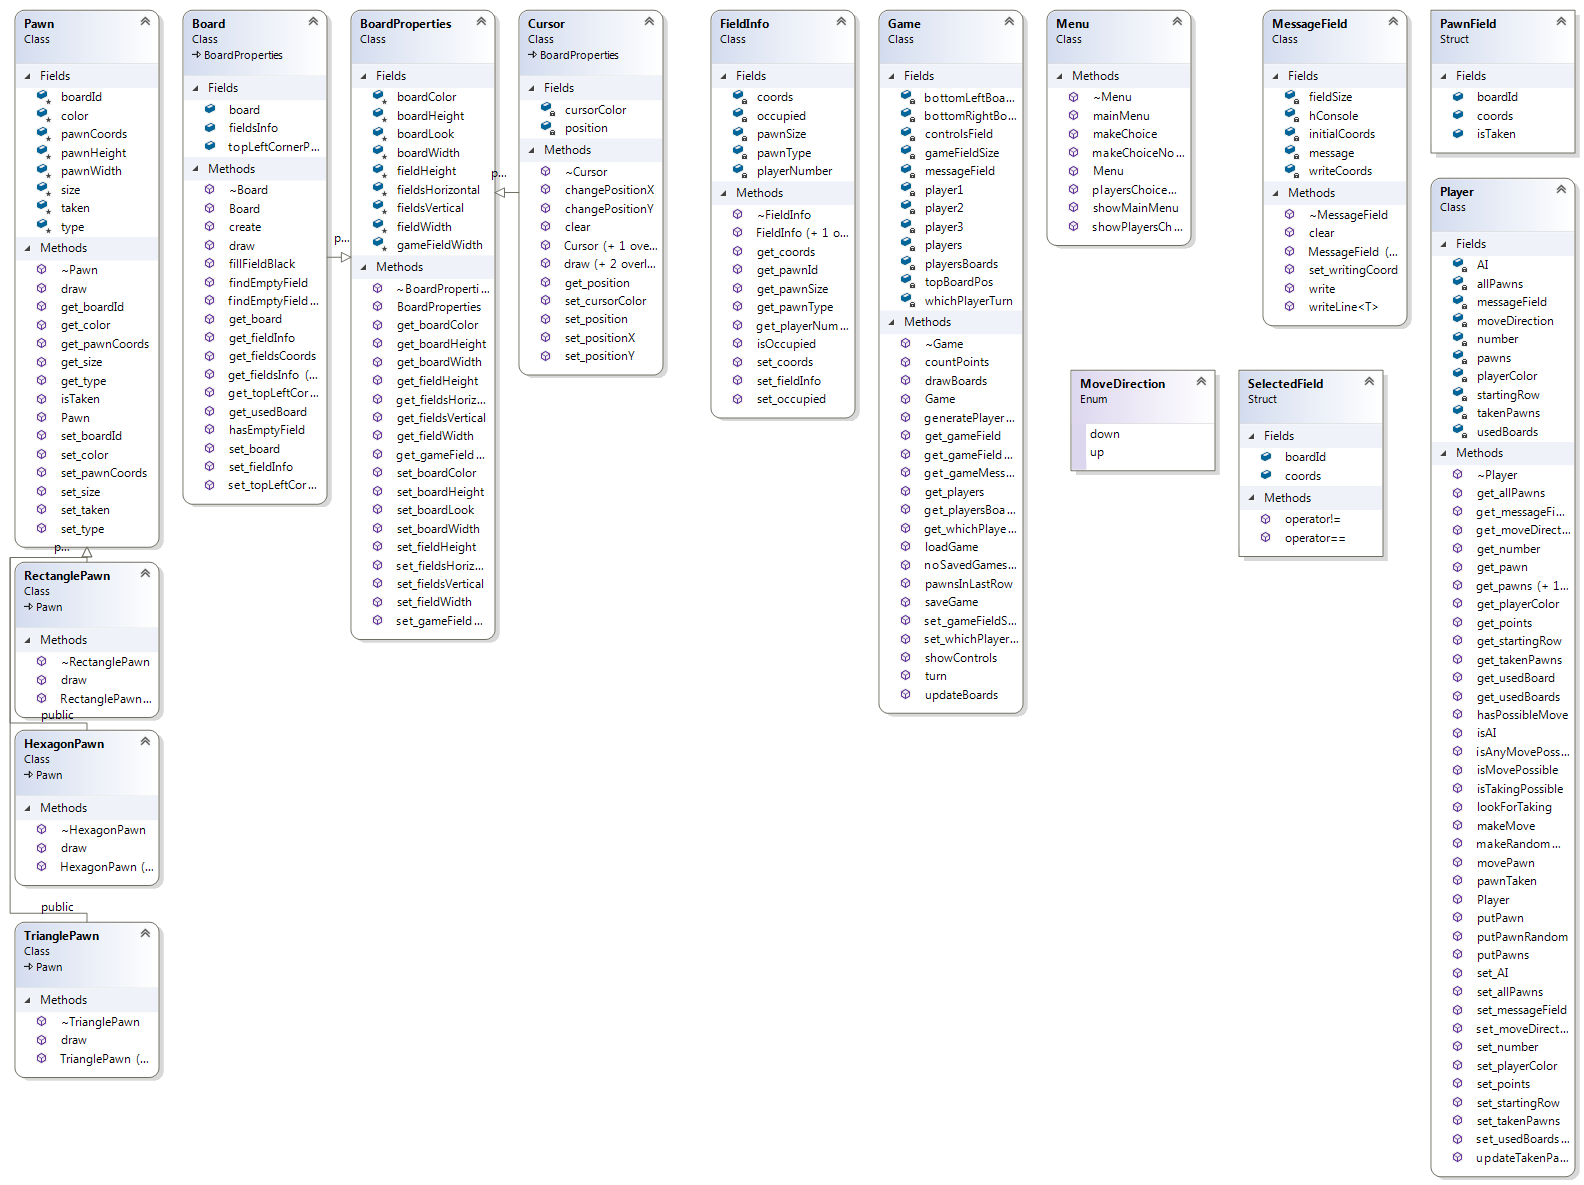 Pawn
Class
Fields
boardId
color
pawnCoords
pawnHeight
pawnWidth
size
taken
type
Methods
~Pawn
draw
get_boardId
get_color
get_pawnCoords
get_size
get_type
isTaken
Pawn
set_boardId
set_color
set_pawnCoords
set_size
set_taken
set_type
p...
RectanglePawn
Class
Pawn
Methods
~RectanglePawn
draw
RectanglePawn...
public
HexagonPawn
Class
Pawn
Methods
~HexagonPawn
draw
HexagonPawn (...
public
TrianglePawn
Class
Pawn
Methods
~TrianglePawn
draw
TrianglePawn (...
Board
Class
BoardProperties
Fields
board
fieldsInfo
topLeftCornerP...
Methods
~Board
Board
create
draw
fillFieldBlack
findEmptyField
findEmptyField...
get_board
get_fieldInfo
get_fieldsCoords
get_fieldsInfo (...
get_topLeftCor...
get_usedBoard
hasEmptyField
set_board
set_fieldInfo
set_topLeftCor...
p...
BoardProperties
Class
Fields
boardColor
boardHeight
boardLook
boardWidth
fieldHeight
fieldsHorizontal
fieldsVertical
fieldWidth
gameFieldWidth
Methods
~BoardProperti...
BoardProperties
get_boardColor
get_boardHeight
get_boardWidth
get_fieldHeight
get_fieldsHoriz...
get_fieldsVertical
get_fieldWidth
get_gameField...
set_boardColor
set_boardHeight
set_boardLook
set_boardWidth
set_fieldHeight
set_fieldsHoriz...
set_fieldsVertical
set_fieldWidth
set_gameField...
p...
Cursor
Class
BoardProperties
Fields
cursorColor
position
Methods
~Cursor
changePositionX
changePositionY
clear
Cursor (+ 1 ove...
draw (+ 2 overl...
get_position
set_cursorColor
set_position
set_positionX
set_positionY
FieldInfo
Class
Fields
coords
occupied
pawnSize
pawnType
playerNumber
Methods
~FieldInfo
FieldInfo (+ 1 o...
get_coords
get_pawnId
get_pawnSize
get_pawnType
get_playerNum...
isOccupied
set_coords
set_fieldInfo
set_occupied
Game
Class
Fields
bottomLeftBoa...
bottomRightBo...
controlsField
gameFieldSize
messageField
player1
player2
player3
players
playersBoards
topBoardPos
whichPlayerTurn
Methods
~Game
countPoints
drawBoards
Game
generatePlayer...
get_gameField
get_gameField...
get_gameMess...
get_players
get_playersBoa...
get_whichPlaye...
loadGame
noSavedGames...
pawnsInLastRow
saveGame
set_gameFieldS...
set_whichPlayer...
showControls
turn
updateBoards
Menu
Class
Methods
~Menu
mainMenu
makeChoice
makeChoiceNo...
Menu
playersChoice...
showMainMenu
showPlayersCh...
MoveDirection
Enum
down
up
MessageField
Class
Fields
fieldSize
hConsole
initialCoords
message
writeCoords
Methods
~MessageField
clear
MessageField (...
set_writingCoord
write
writeLine<T>
SelectedField
Struct
Fields
boardId
coords
Methods
operator!=
operator==
PawnField
Struct
Fields
boardId
coords
isTaken
Player
Class
Fields
AI
allPawns
messageField
moveDirection
number
pawns
playerColor
startingRow
takenPawns
usedBoards
Methods
~Player
get_allPawns
get_messageFi...
get_moveDirect...
get_number
get_pawn
get_pawns (+ 1...
get_playerColor
get_points
get_startingRow
get_takenPawns
get_usedBoard
get_usedBoards
hasPossibleMove
isAI
isAnyMovePoss...
isMovePossible
isTakingPossible
lookForTaking
makeMove
makeRandom...
movePawn
pawnTaken
Player
putPawn
putPawnRandom
putPawns
set_AI
set_allPawns
set_messageField
set_moveDirect...
set_number
set_playerColor
set_points
set_startingRow
set_takenPawns
set_usedBoards...
updateTakenPa...